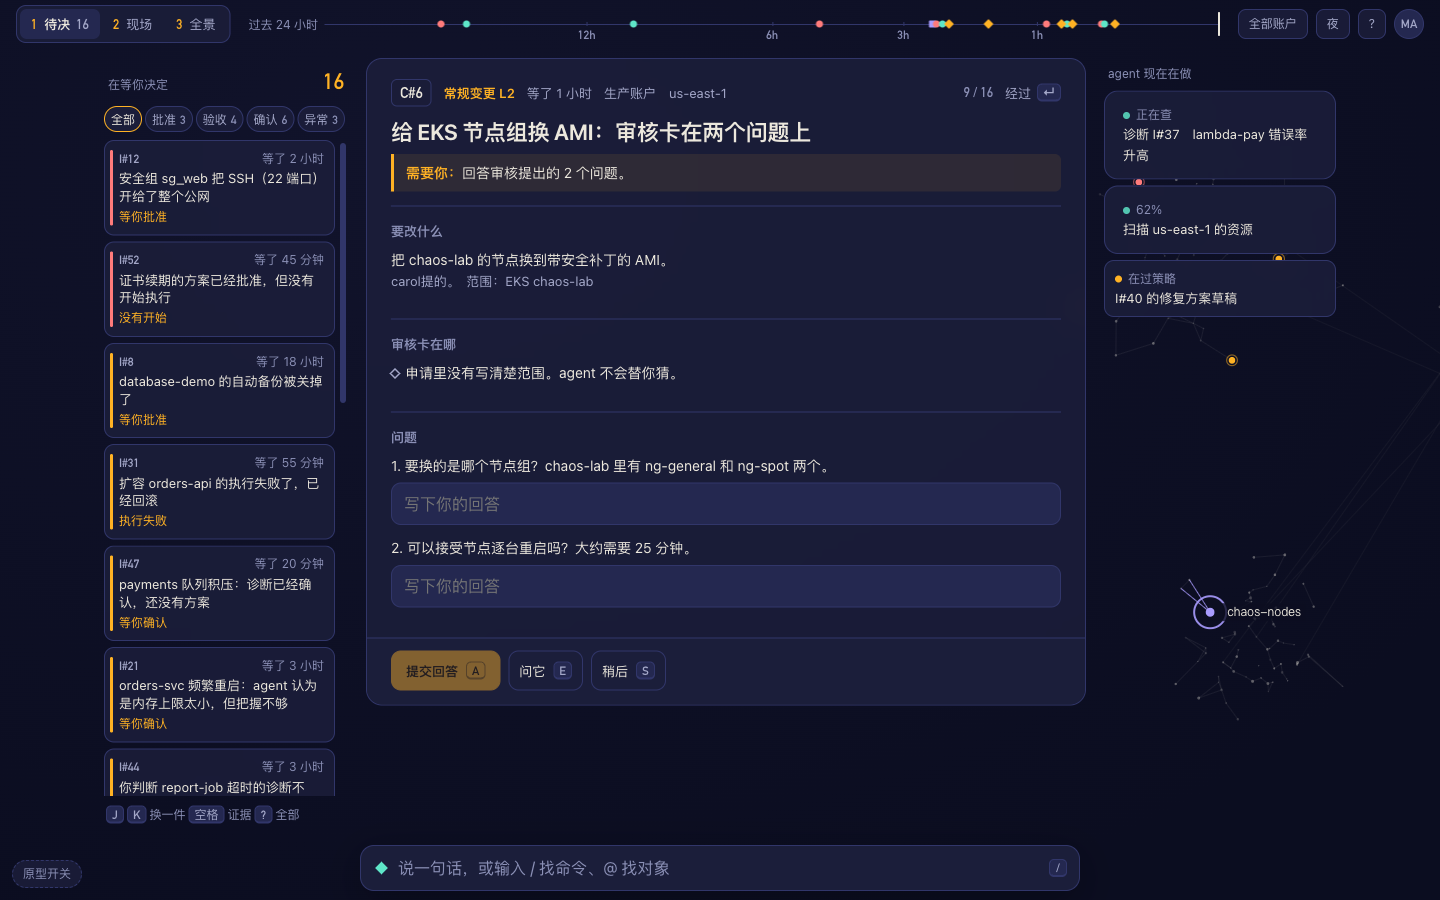 1 待决 16
2 现场
3 全景
过去 24 小时
12h
6h
3h
1h
全部账户
夜
?
MA
在等你决定
16
全部
批准 3
验收 4
确认 6
异常 3
I#12
等了 2 小时
安全组 sg_web 把 SSH（22 端口）
开给了整个公网
等你批准
I#52
等了 45 分钟
证书续期的方案已经批准，但没有
开始执行
没有开始
I#8
等了 18 小时
database-demo 的自动备份被关掉
了
等你批准
I#31
等了 55 分钟
扩容 orders-api 的执行失败了，已
经回滚
执行失败
I#47
等了 20 分钟
payments 队列积压：诊断已经确
认，还没有方案
等你确认
I#21
等了 3 小时
orders-svc 频繁重启：agent 认为
是内存上限太小，但把握不够
等你确认
I#44
等了 3 小时
你判断 report-job 超时的诊断不
J K 换一件 空格 证据 ? 全部
原型开关
C#6
常规变更 L2
等了 1 小时
生产账户
us-east-1
9 / 16
经过 ↵
给 EKS 节点组换 AMI：审核卡在两个问题上
需要你：回答审核提出的 2 个问题。
要改什么
把 chaos-lab 的节点换到带安全补丁的 AMI。
carol提的。 范围：EKS chaos-lab
审核卡在哪
申请里没有写清楚范围。agent 不会替你猜。
问题
1. 要换的是哪个节点组？chaos-lab 里有 ng-general 和 ng-spot 两个。
写下你的回答
2. 可以接受节点逐台重启吗？大约需要 25 分钟。
写下你的回答
提交回答 A
问它 E
稍后 S
说一句话，或输入 / 找命令、@ 找对象
/
agent 现在在做
正在查
诊断 I#37 lambda-pay 错误率
升高
62%
扫描 us-east-1 的资源
在过策略
I#40 的修复方案草稿
chaos-nodes